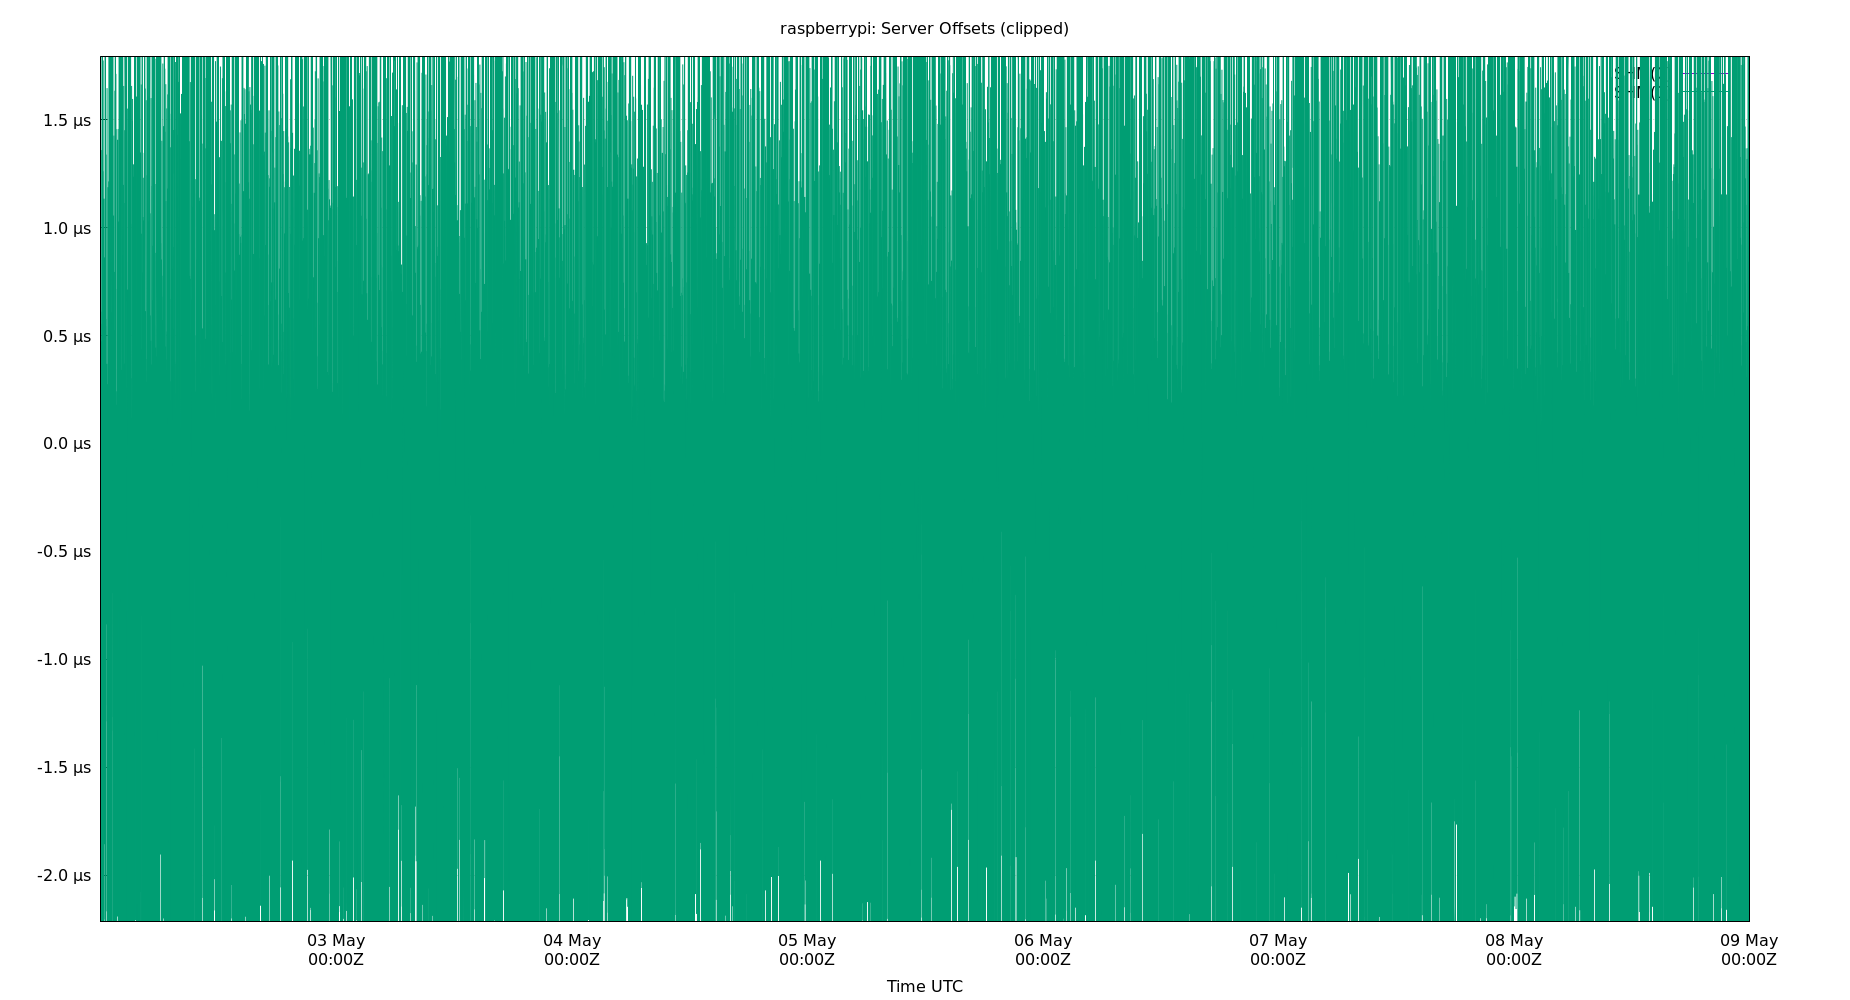 raspberrypi: Server Offsets (clipped)
1.5 µs
1.0 µs
0.5 µs
0.0 µs
-0.5 µs
-1.0 µs
-1.5 µs
-2.0 µs
03 May 04 May 05 May 06 May 07 May 08 May 09 May
00:00Z 00:00Z 00:00Z 00:00Z 00:00Z 00:00Z 00:00Z
Time UTC